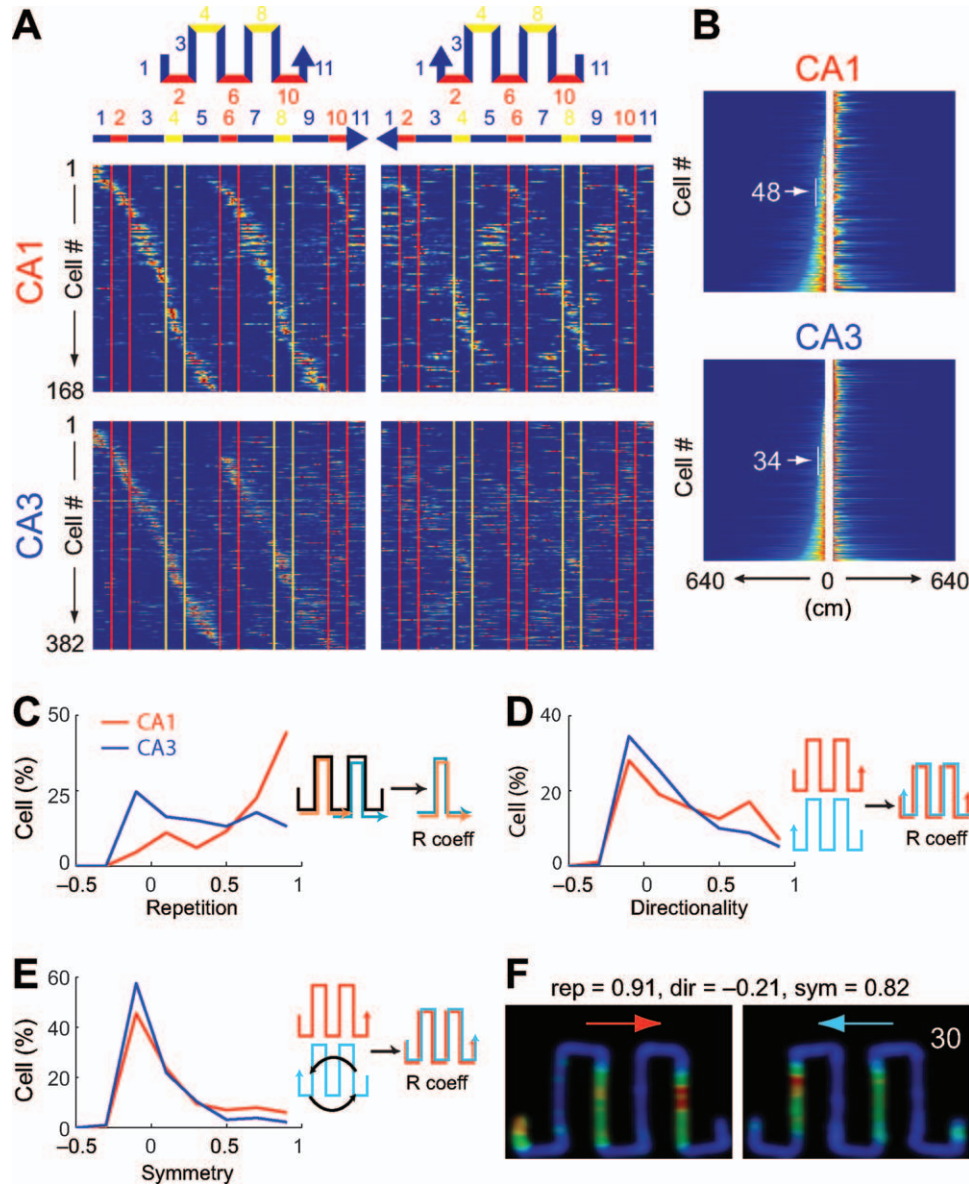 A
B
4 8
4 8
1 3 11
1 3 11
2 6 10
2 6 10
1 2 3 4 5 6 7 8 9 10 11
1 2 3 4 5 6 7 8 9 10 11
CA1
Cell #
48
CA1
1
Cell #
168
CA3
Cell #
34
640 0 640
(cm)
CA3
1
Cell #
382
C
50
25
0
Cell (%)
CA1
CA3
–0.5 0 0.5 1
Repetition
R coeff
D
40
20
0
Cell (%)
–0.5 0 0.5 1
Directionality
R coeff
E
60
40
20
0
Cell (%)
–0.5 0 0.5 1
Symmetry
R coeff
F
rep = 0.91, dir = –0.21, sym = 0.82
30